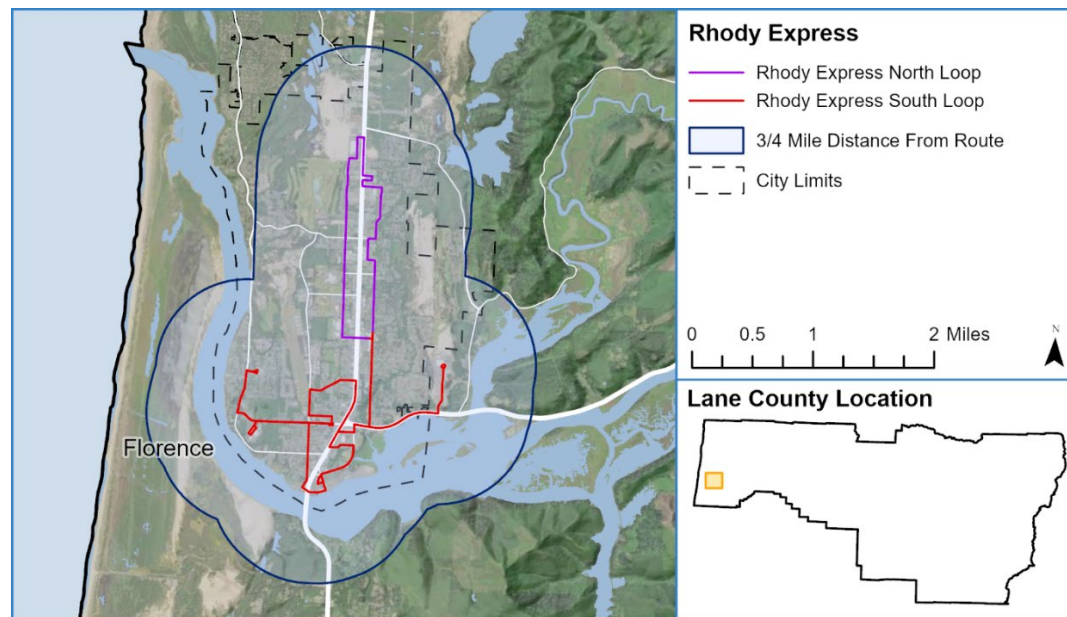 Rhody Express
Rhody Express North Loop
Rhody Express South Loop
3/4 Mile Distance From Route
City Limits
0 0.5 1 2 Miles
N
Lane County Location
Florence